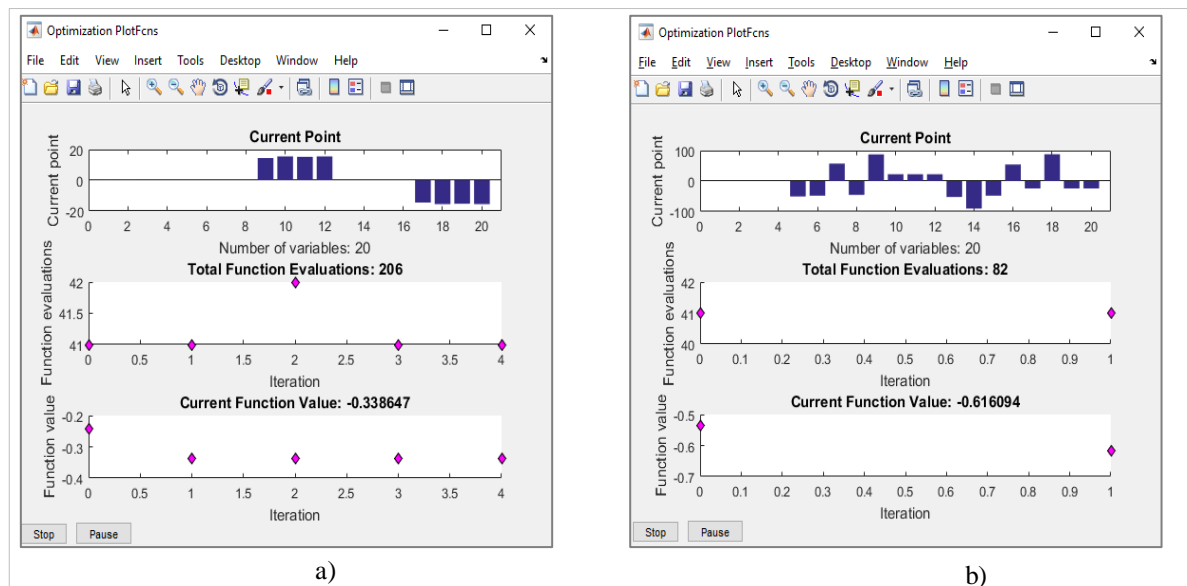 Optimization PlotFcns
File Edit View Insert Tools Desktop Window Help
Current Point
Current point
20
0
-20
0 2 4 6 8 10 12 14 16 18 20
Number of variables: 20
Total Function Evaluations: 206
Function evaluations
42
41.5
41
0 0.5 1 1.5 2 2.5 3 3.5 4
Iteration
Current Function Value: -0.338647
Function value
-0.2
-0.3
-0.4
0 0.5 1 1.5 2 2.5 3 3.5 4
Iteration
Stop Pause
a)
Optimization PlotFcns
File Edit View Insert Tools Desktop Window Help
Current Point
Current point
100
0
-100
0 2 4 6 8 10 12 14 16 18 20
Number of variables: 20
Total Function Evaluations: 82
Function evaluations
42
41
40
0 0.1 0.2 0.3 0.4 0.5 0.6 0.7 0.8 0.9 1
Iteration
Current Function Value: -0.616094
Function value
-0.5
-0.6
-0.7
0 0.1 0.2 0.3 0.4 0.5 0.6 0.7 0.8 0.9 1
Iteration
Stop Pause
b)